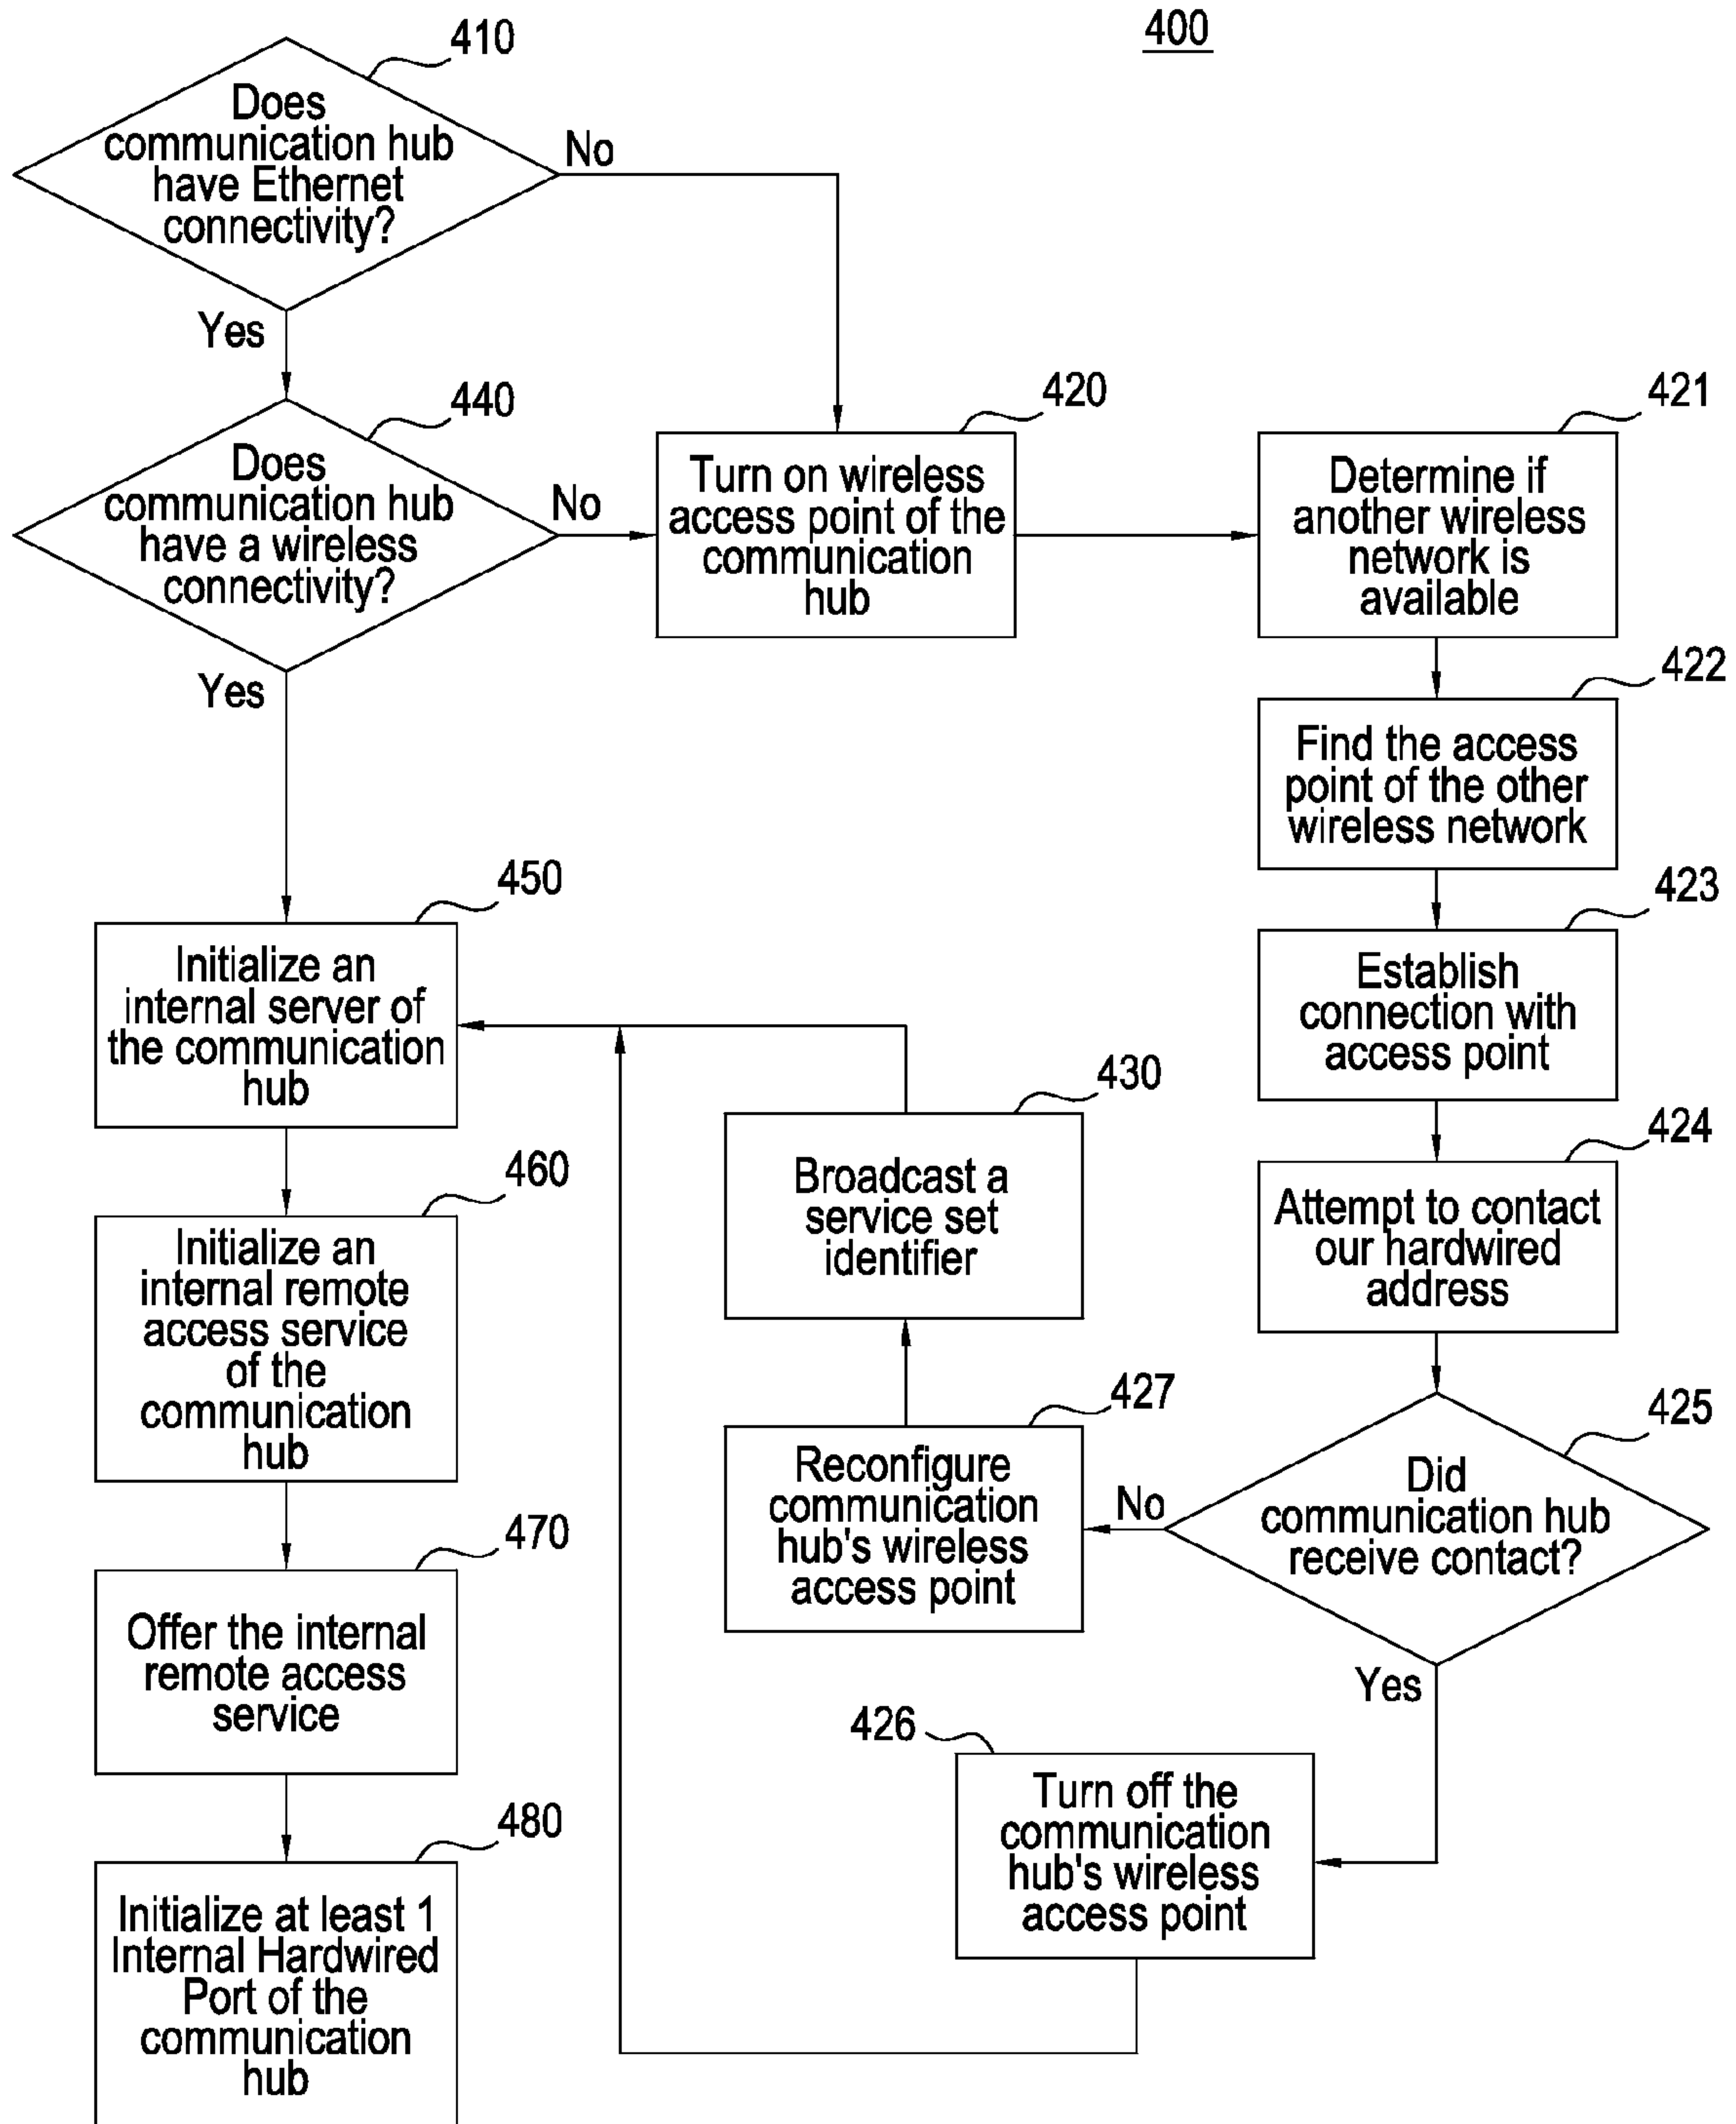 400
410
Does
communication hub
have Ethernet
connectivity?
No
Yes
440
Does
communication hub
have a wireless
connectivity?
No
Yes
420
Turn on wireless
access point of the
communication
hub
421
Determine if
another wireless
network is
available
422
Find the access
point of the other
wireless network
423
Establish
connection with
access point
424
Attempt to contact
our hardwired
address
425
Did
communication hub
receive contact?
No
Yes
426
Turn off the
communication
hub's wireless
access point
427
Reconfigure
communication
hub's wireless
access point
430
Broadcast a
service set
identifier
450
Initialize an
internal server of
the communication
hub
460
Initialize an
internal remote
access service
of the
communication
hub
470
Offer the internal
remote access
service
480
Initialize at least 1
Internal Hardwired
Port of the
communication
hub